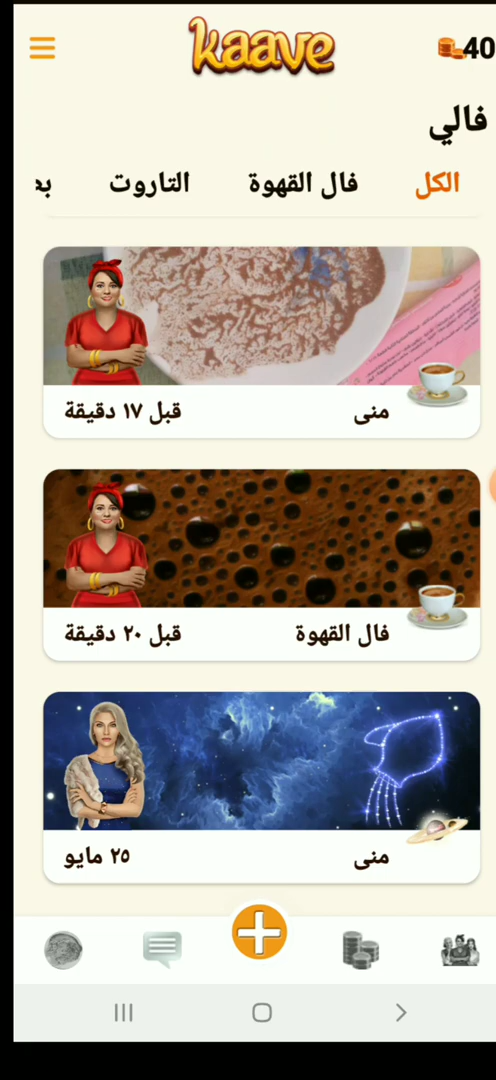 kaave
40
فالي
الكل
فال القهوة
التاروت
منى
قبل ١٧ دقيقة
فال القهوة
قبل ٢٠ دقيقة
منى
٢٥ مايو